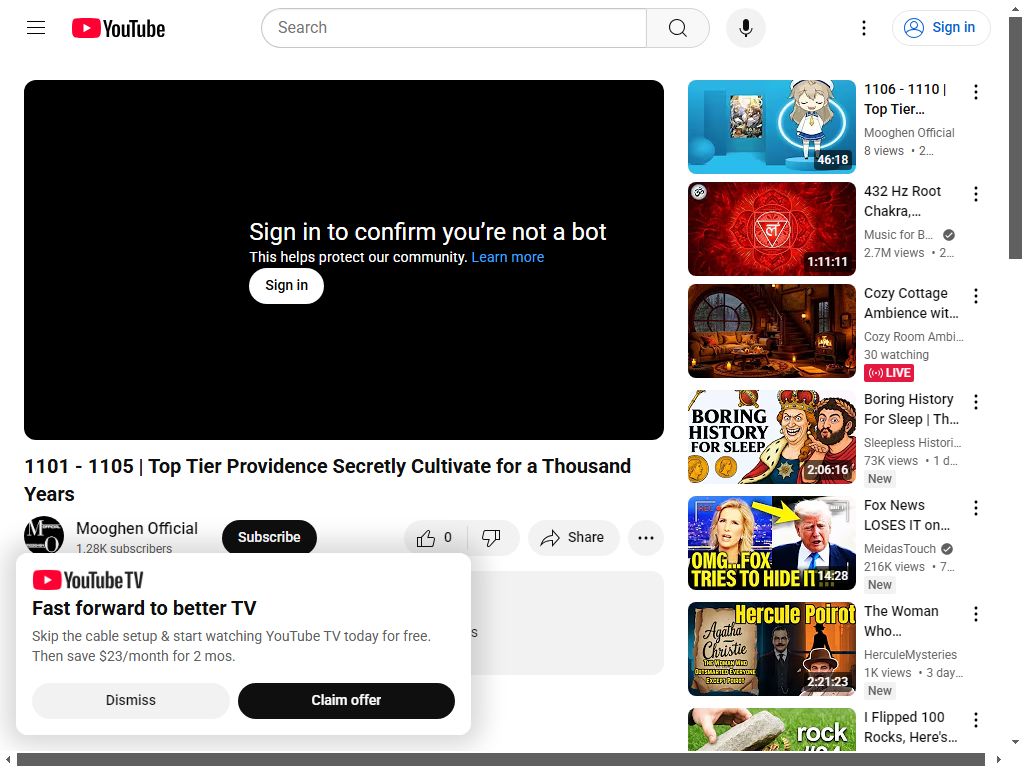 YouTube
Search
Sign in
Sign in to confirm you’re not a bot
This helps protect our community. Learn more
Sign in
1101 - 1105 | Top Tier Providence Secretly Cultivate for a Thousand
Years
Mooghen Official
1.28K subscribers
Subscribe
0
Share
s
YouTube TV
Fast forward to better TV
Skip the cable setup & start watching YouTube TV today for free.
Then save $23/month for 2 mos.
Dismiss
Claim offer
46:18
1106 - 1110 |
Top Tier…
Mooghen Official
8 views • 2…
1:11:11
432 Hz Root
Chakra,…
Music for B…
2.7M views • 2…
Cozy Cottage
Ambience wit…
Cozy Room Ambi…
30 watching
LIVE
BORING
HISTORY
FOR SLEEP
2:06:16
Boring History
For Sleep | Th…
Sleepless Histori…
73K views • 1 d…
New
OMG...FOX
TRIES TO HIDE IT...
14:28
Fox News
LOSES IT on…
MeidasTouch
216K views • 7…
New
Hercule Poirot
Agatha
Christie
THE WOMAN WHO
OUTSMARTED EVERYONE
EXCEPT POIROT
2:21:23
The Woman
Who…
HerculeMysteries
1K views • 3 day…
New
rock
I Flipped 100
Rocks, Here's…